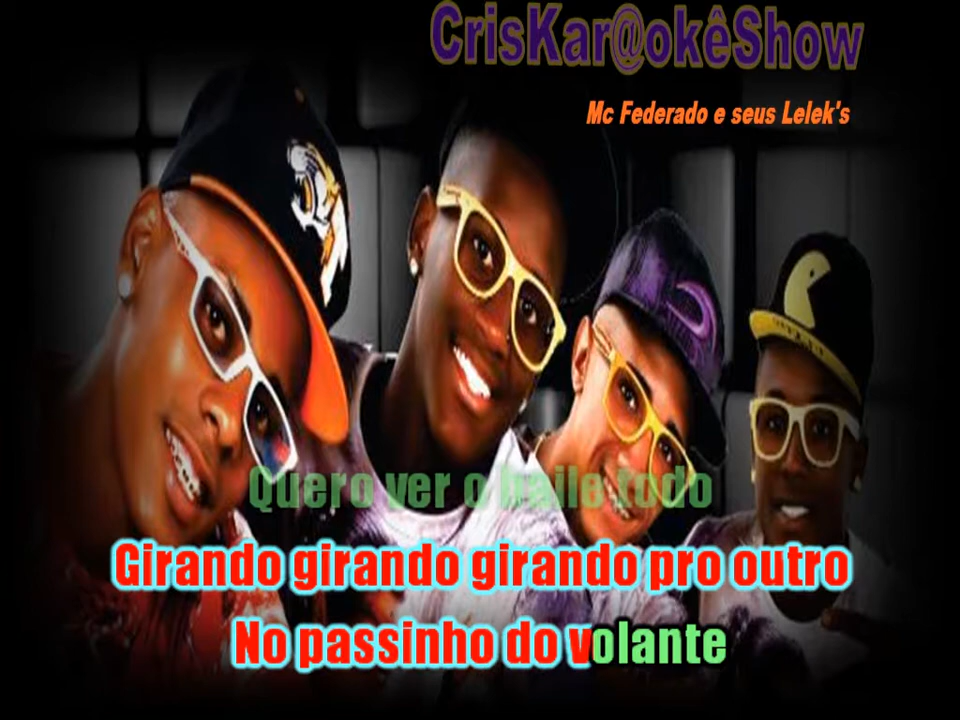 CrisKar@okêShow
Mc Federado e seus Lelek's
Quero ver o baile todo
Girando girando girando pro outro
No passinho do volante